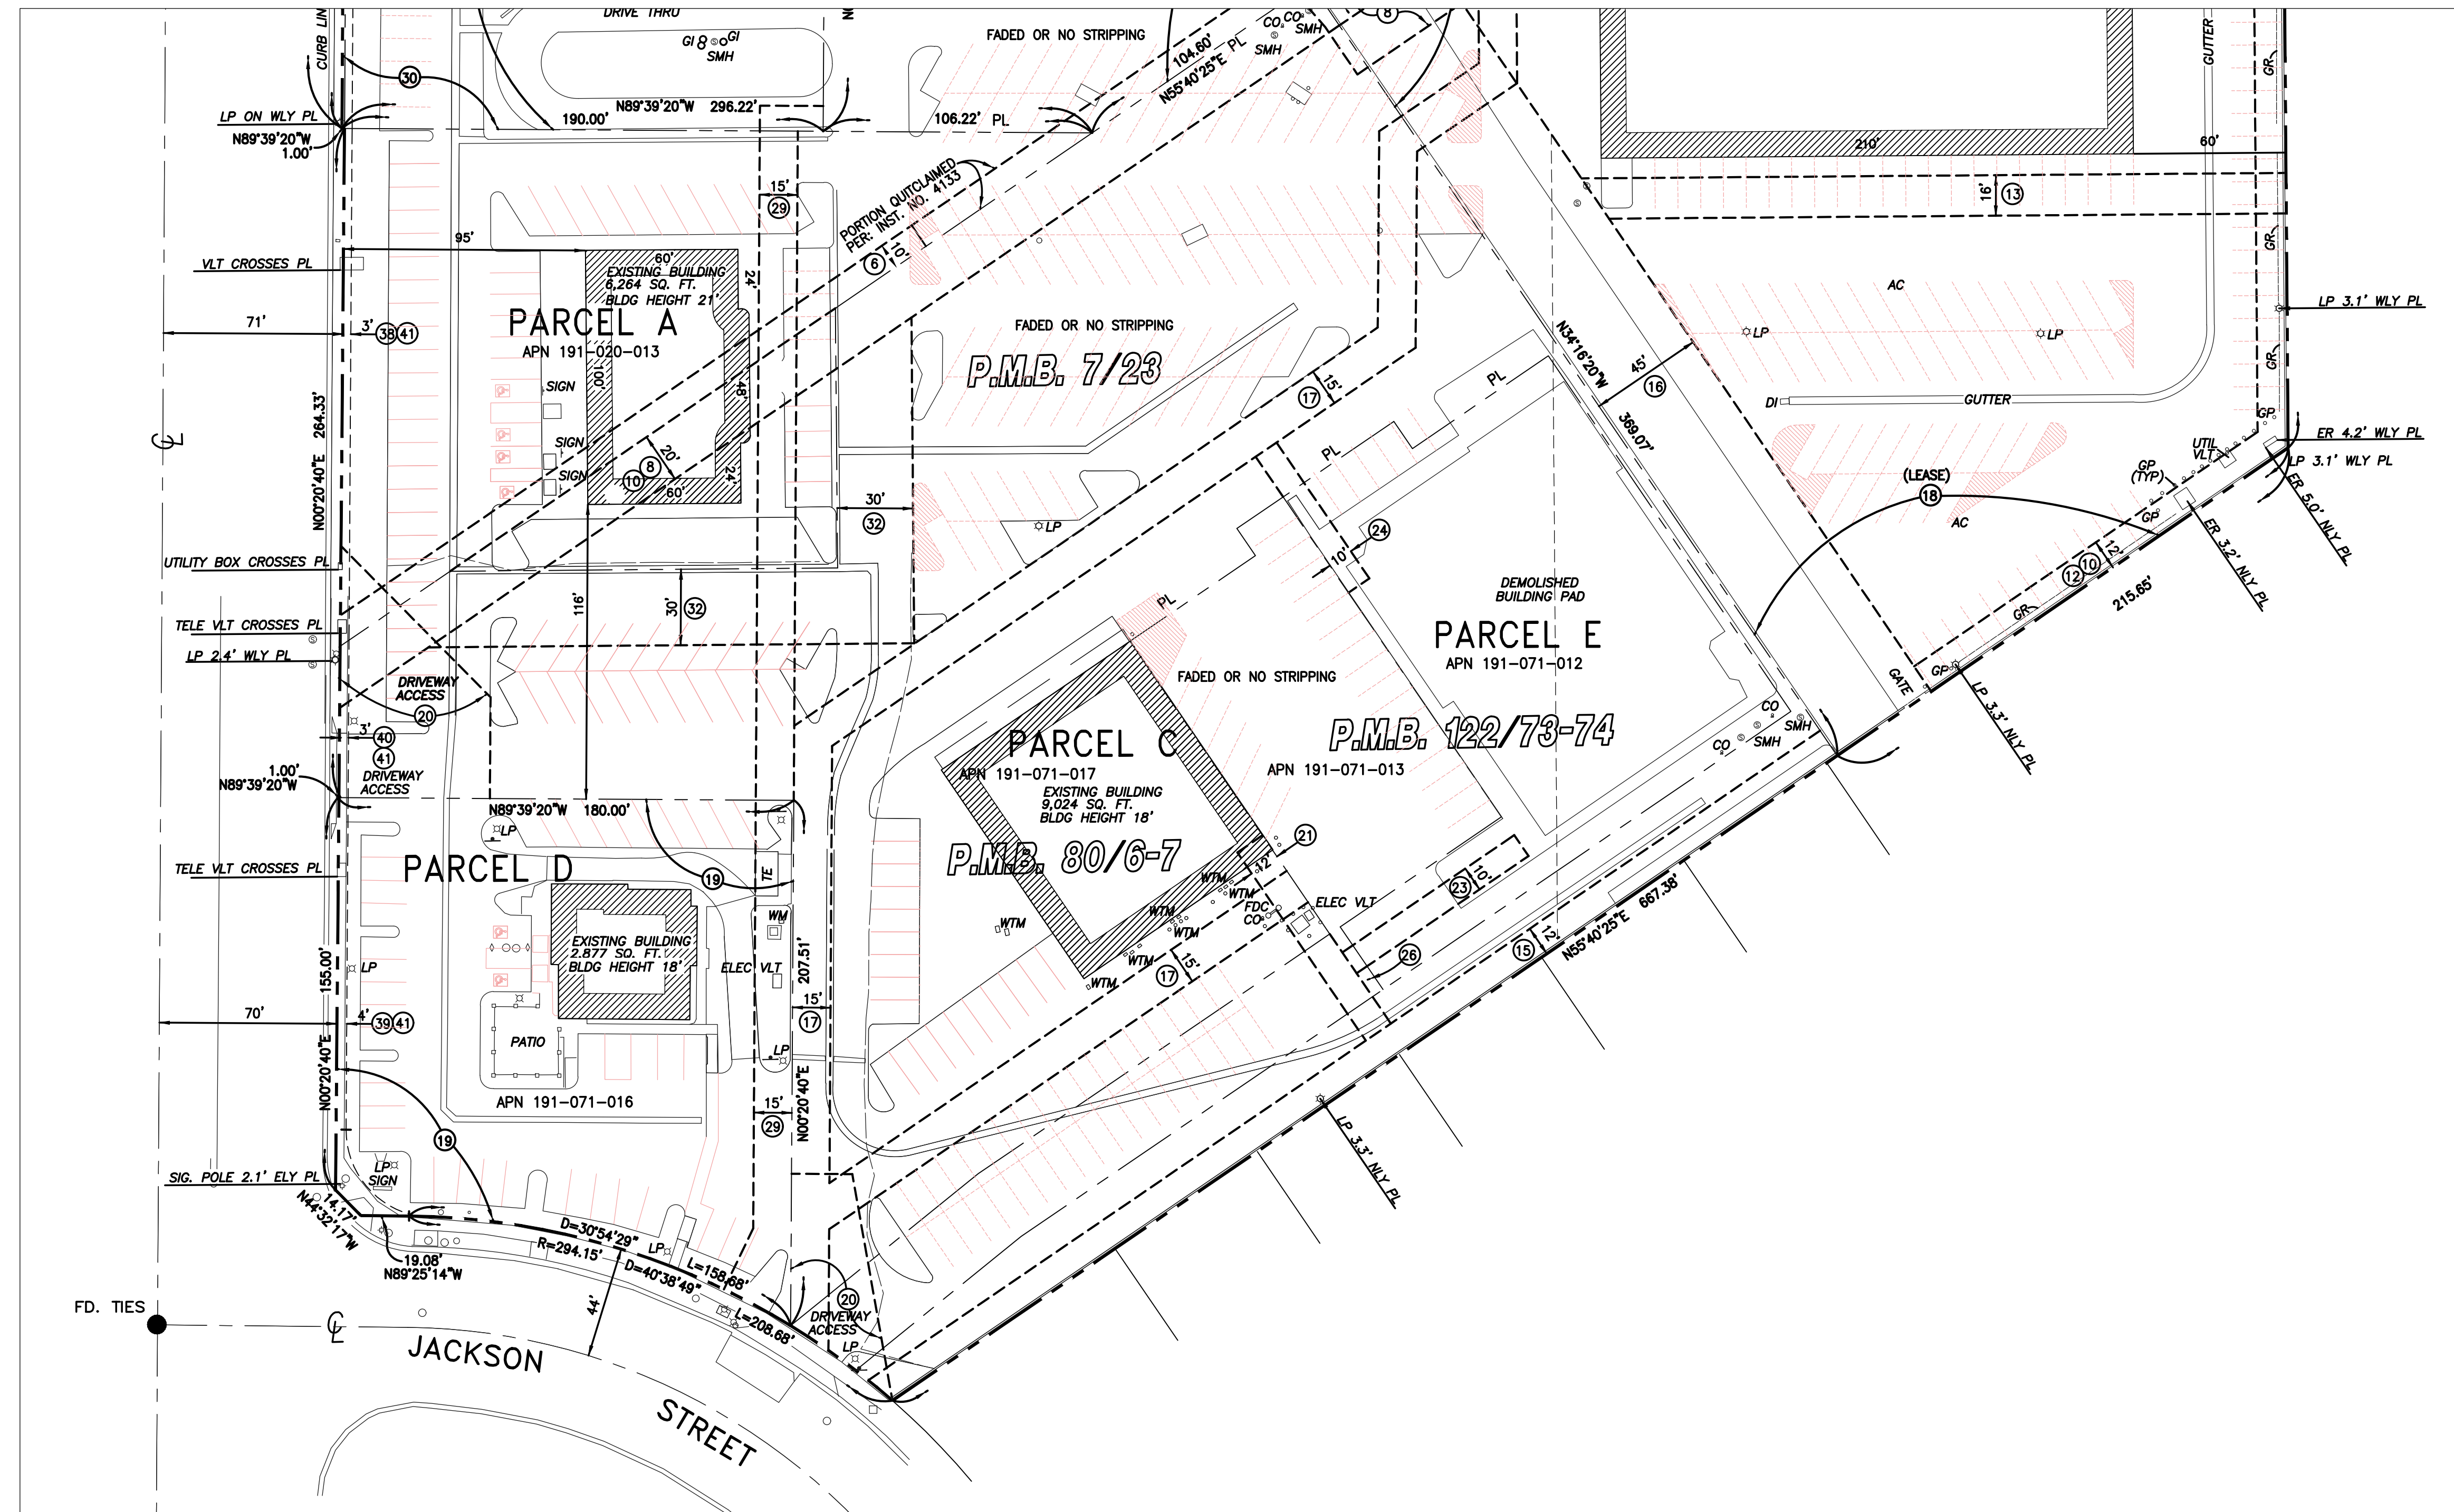 DRIVE THRU
CURB LIN
GI
GI
SMH
FADED OR NO STRIPPING
CO
CO
SMH
SMH
8
GUTTER
GR
30
104.60'
N55°40'25"E PL
N89°39'20"W 296.22'
190.00'
106.22' PL
LP ON WLY PL
N89°39'20"W
1.00'
210'
60'
PORTION QUITCLAIMED
PER: INST. NO. 4133
15'
29
16'
13
95'
6
10'
GR
VLT CROSSES PL
60'
EXISTING BUILDING
6,264 SQ. FT.
BLDG HEIGHT 21'
24'
AC
LP 3.1' WLY PL
71'
3'
38
41
PARCEL A
APN 191-020-013
FADED OR NO STRIPPING
P.M.B. 7/23
N34°16'20"W
369.07'
45'
16
LP
LP
GR
PL
PL
100'
48'
SIGN
15'
17
DI
GUTTER
GP
N00°20'40"E 264.33'
℄
SIGN
SIGN
20'
8
10
24'
60'
UTIL
VLT
ER 4.2' WLY PL
LP 3.1' WLY PL
GP
(TYP)
(LEASE)
18
ER 5.0' NLY PL
30'
32
LP
24
10'
AC
GP
ER 3.2' NLY PL
UTILITY BOX CROSSES PL
12'
10
12
116'
30'
32
DEMOLISHED
BUILDING PAD
215.65'
GR
TELE VLT CROSSES PL
PL
PARCEL E
APN 191-071-012
LP 2.4' WLY PL
DRIVEWAY
ACCESS
20
FADED OR NO STRIPPING
GATE
GP
LP 3.3' NLY PL
3'
40
41
PARCEL C
P.M.B. 122/73-74
CO
SMH
CO
SMH
DRIVEWAY
ACCESS
1.00'
N89°39'20"W
APN 191-071-017
APN 191-071-013
EXISTING BUILDING
9,024 SQ. FT.
BLDG HEIGHT 18'
N89°39'20"W 180.00'
LP
21
P.M.B. 80/6-7
TELE VLT CROSSES PL
PARCEL D
19
TE
12'
WTM
WTM
23
10'
FDC
CO
ELEC VLT
WM
WTM
WTM
WTM
WTM
WTM
N55°40'25"E 667.38'
EXISTING BUILDING
2.877 SQ. FT.
BLDG HEIGHT 18'
ELEC VLT
207.51'
LP
155.00'
15'
17
26
15
12'
70'
4'
39
41
15'
17
PATIO
LP
N00°20'40"E
N00°20'40"E
APN 191-071-016
15'
29
19
LP 3.3' NLY PL
SIG. POLE 2.1' ELY PL
LP
SIGN
14.17'
N44°32'17"W
19.08'
N89°25'14"W
D=30°54'29"
R=294.15'
L=158.68'
D=40°38'49"
L=208.68'
LP
44'
20
DRIVEWAY
ACCESS
LP
FD. TIES
℄
JACKSON
STREET